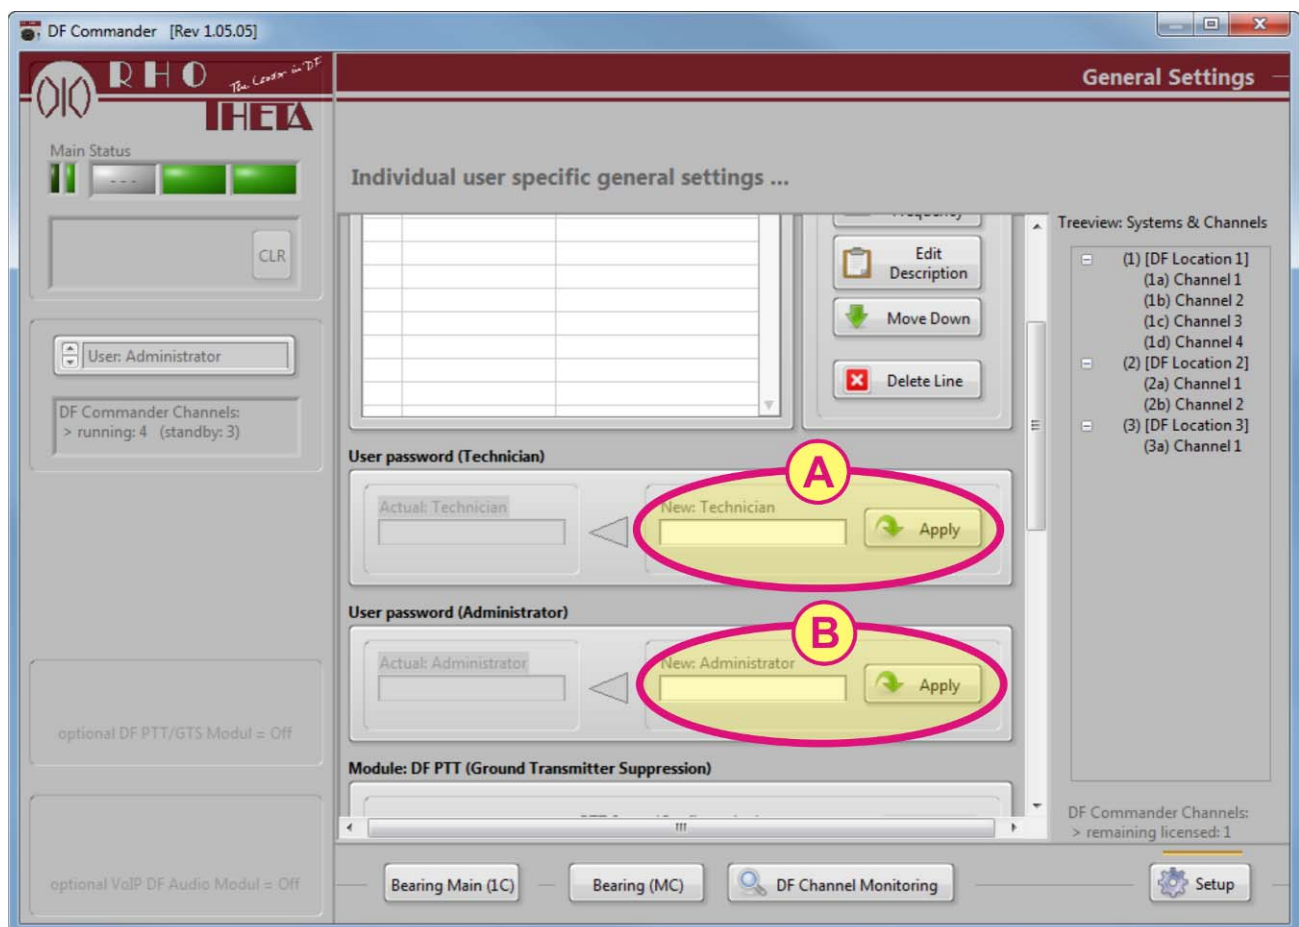 DF Commander [Rev 1.05.05]
RHO
The Leader in DF
THETA
General Settings
Main Status
---
CLR
User: Administrator
DF Commander Channels:
> running: 4 (standby: 3)
optional DF PTT/GTS Modul = Off
optional VoIP DF Audio Modul = Off
Individual user specific general settings ...
Frequency
Edit
Description
Move Down
Delete Line
User password (Technician)
A
Actual: Technician
New: Technician
Apply
User password (Administrator)
B
Actual: Administrator
New: Administrator
Apply
Module: DF PTT (Ground Transmitter Suppression)
Treeview: Systems & Channels
(1) [DF Location 1]
(1a) Channel 1
(1b) Channel 2
(1c) Channel 3
(1d) Channel 4
(2) [DF Location 2]
(2a) Channel 1
(2b) Channel 2
(3) [DF Location 3]
(3a) Channel 1
DF Commander Channels:
> remaining licensed: 1
Bearing Main (1C)
Bearing (MC)
DF Channel Monitoring
Setup